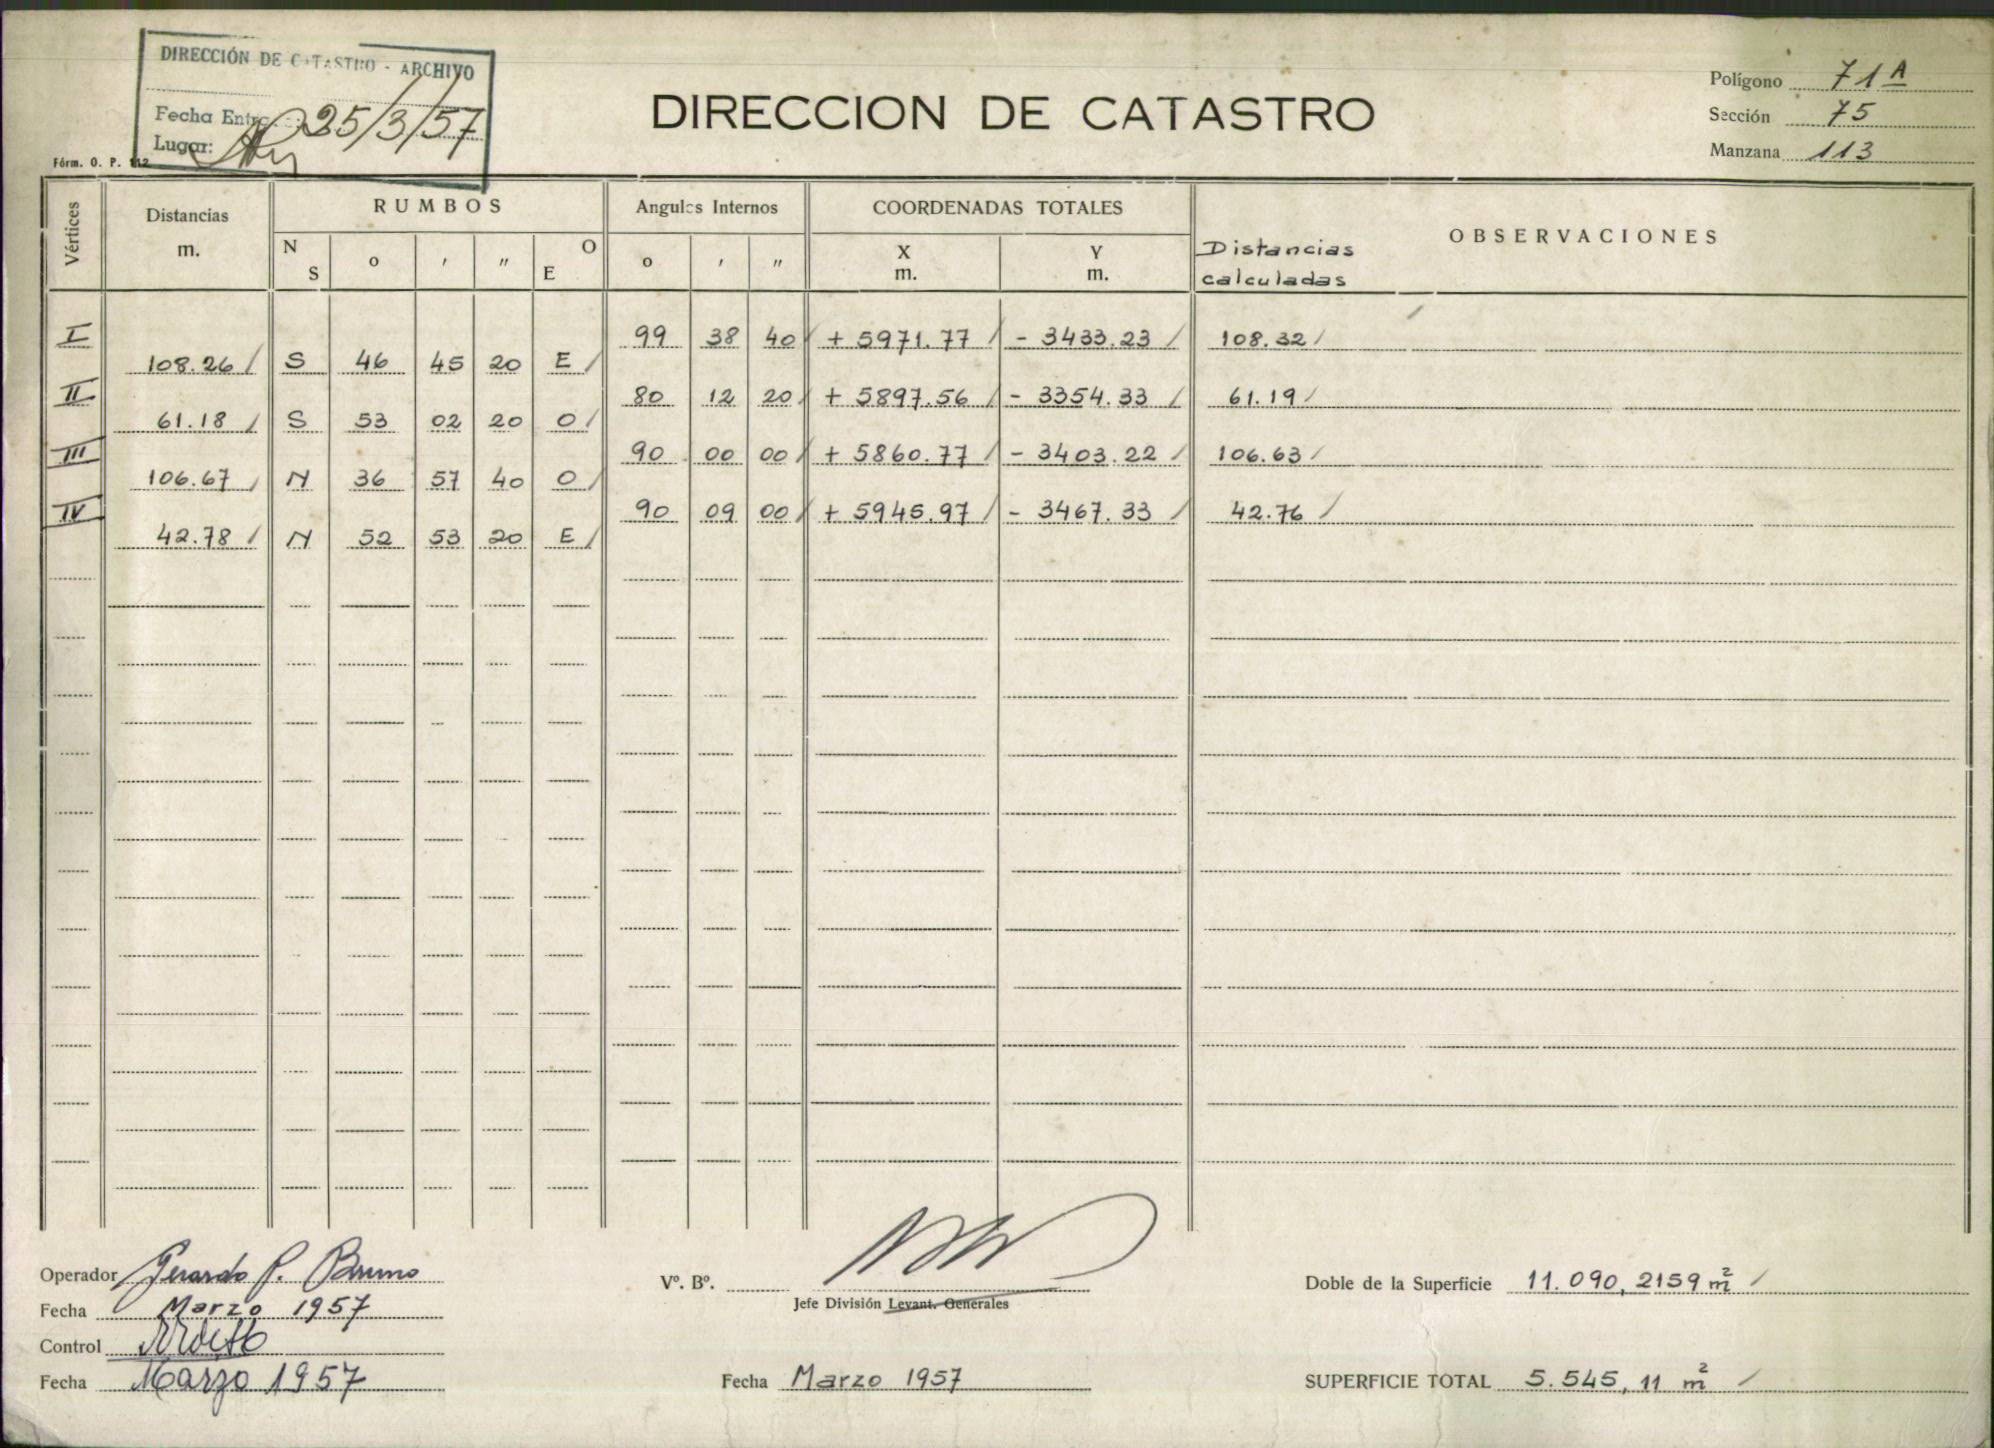 DIRECCIÓN DE CATASTRO - ARCHIVO
Fecha Entr. 25/3/57
Lugar:
Fórm. O. P. 112
DIRECCION DE CATASTRO
Polígono 71 A
Sección 75
Manzana 113
Vértices Distancias m. RUMBOS Angulos Internos COORDENADAS TOTALES OBSERVACIONES
N S o ' " O E o ' " X m. Y m. Distancias calculadas
I 99 38 40 + 5971.77 - 3433.23 108.32
108.26 S 46 45 20 E
II 80 12 20 + 5897.56 - 3354.33 61.19
61.18 S 53 02 20 O
III 90 00 00 + 5860.77 - 3403.22 106.63
106.67 N 36 57 40 O
IV 90 09 00 + 5945.97 - 3467.33 42.76
42.78 N 52 53 20 E
Operador Gerardo P. Bruno
Fecha Marzo 1957
Control
Fecha Marzo 1957
Vº. Bº.
Jefe División Levant. Generales
Fecha Marzo 1957
Doble de la Superficie 11.090,2159 m²
SUPERFICIE TOTAL 5.545,11 m²